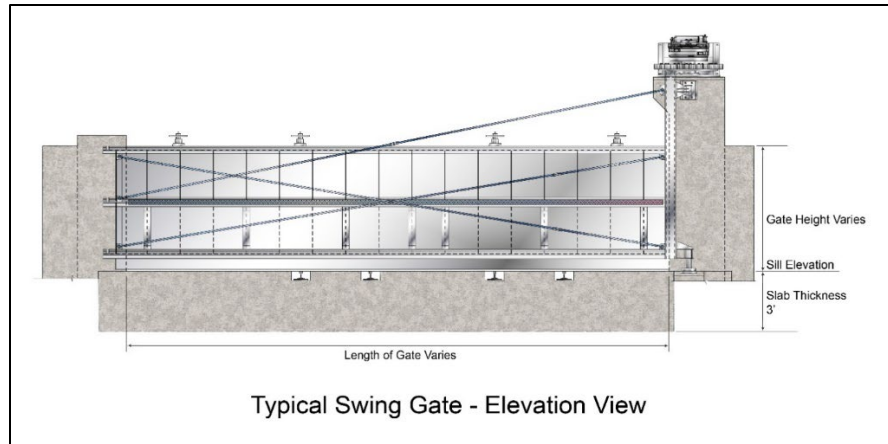 Gate Height Varies
Sill Elevation
Slab Thickness
3'
Length of Gate Varies
Typical Swing Gate - Elevation View